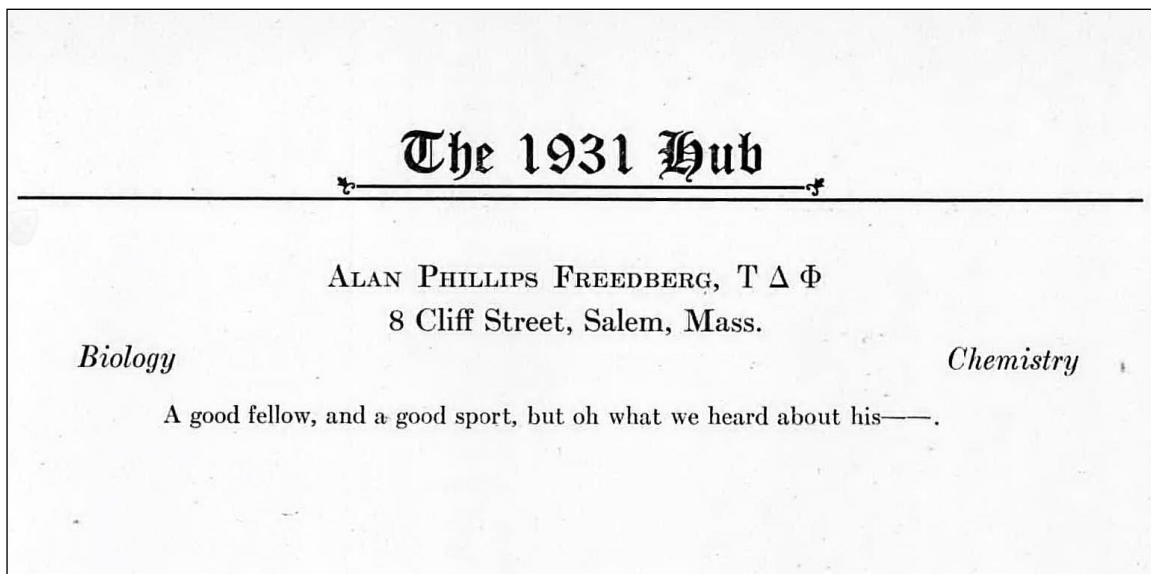 The 1931 Hub
ALAN PHILLIPS FREEDBERG, Τ Δ Φ
8 Cliff Street, Salem, Mass.
Biology Chemistry
A good fellow, and a good sport, but oh what we heard about his——.